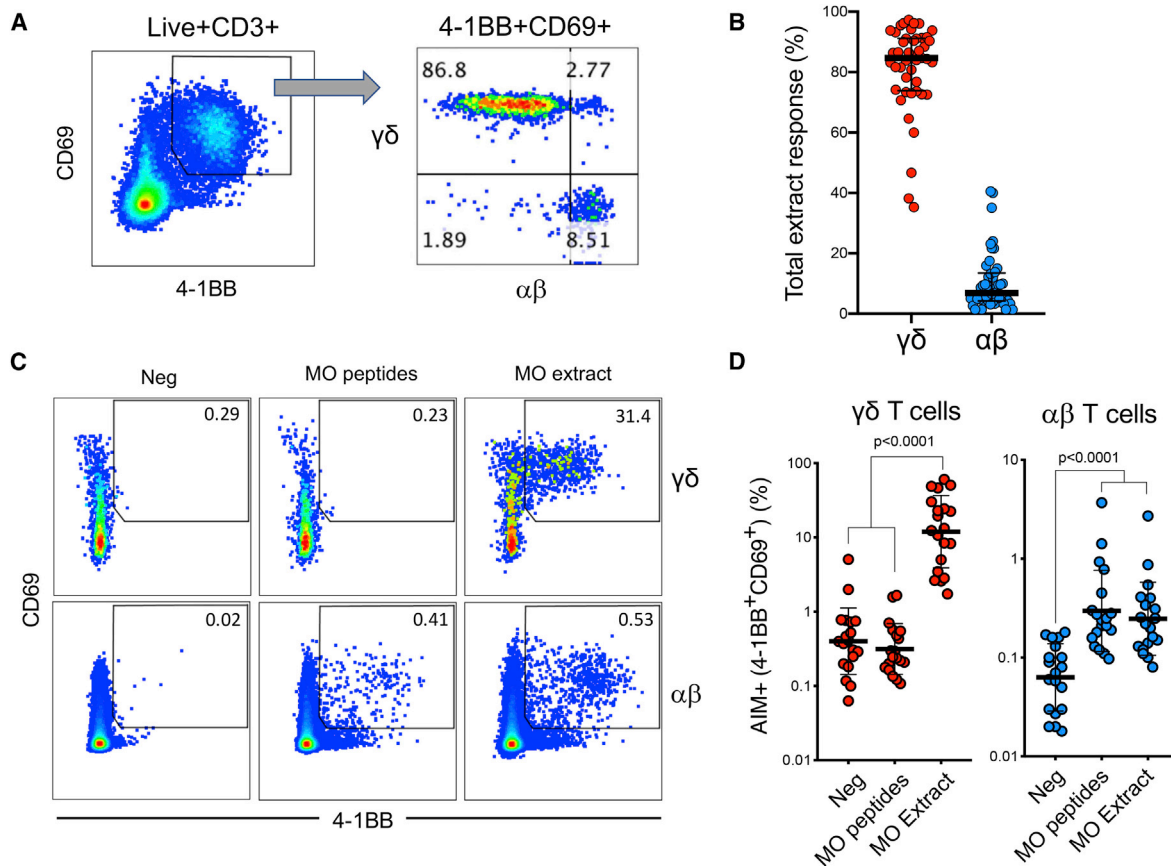 A
Live+CD3+
4-1BB+CD69+
CD69
4-1BB
γδ
86.8
2.77
1.89
8.51
αβ
B
Total extract response (%)
100
80
60
40
20
0
γδ
αβ
C
Neg
MO peptides
MO extract
0.29
0.23
31.4
γδ
CD69
0.02
0.41
0.53
αβ
4-1BB
D
γδ T cells
αβ T cells
p<0.0001
p<0.0001
AIM+ (4-1BB⁺CD69⁺) (%)
100
10
1
0.1
0.01
Neg
MO peptides
MO Extract
10
1
0.1
0.01
Neg
MO peptides
MO Extract